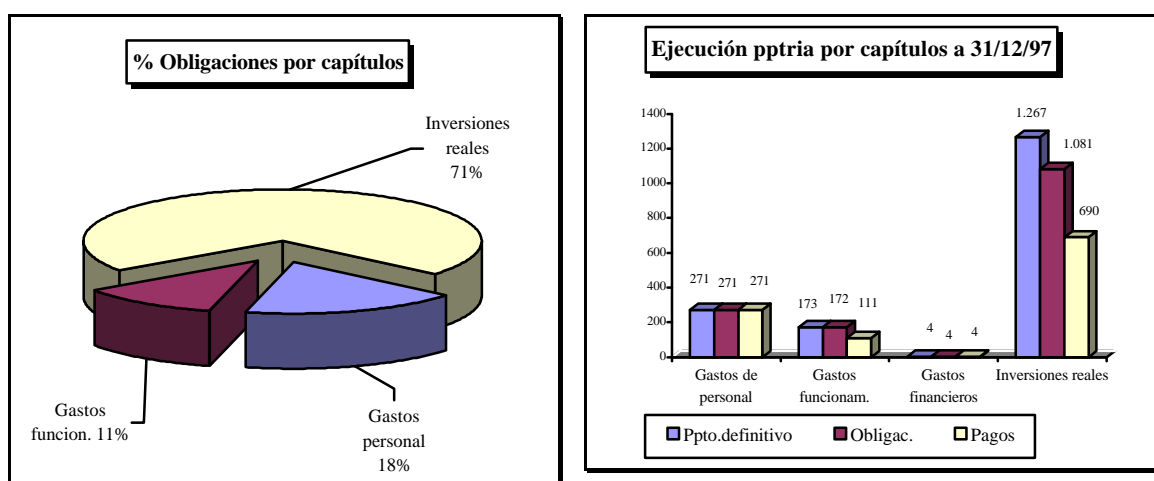 % Obligaciones por capítulos
Inversiones
reales
71%
Gastos
funcion. 11%
Gastos
personal
18%
Ejecución pptria por capítulos a 31/12/97
1400
1200
1000
800
600
400
200
0
271 271 271
173 172 111
4 4 4
1.267
1.081
690
Gastos de
personal
Gastos
funcionam.
Gastos
financieros
Inversiones reales
Ppto.definitivo Obligac. Pagos